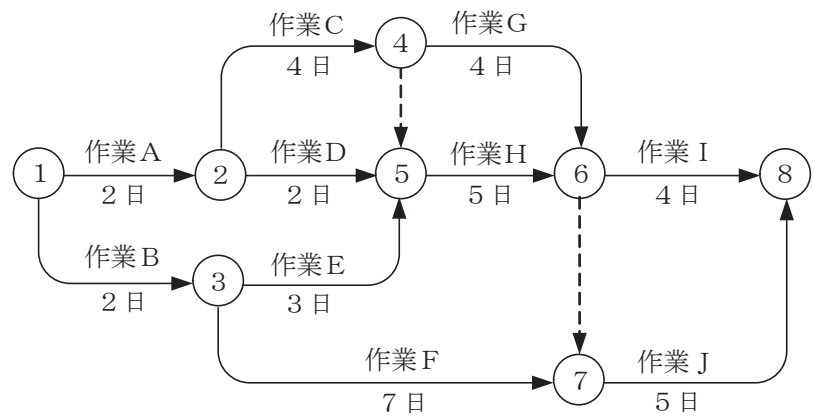 作業C
4日
④
作業G
4日
①
作業A
2日
②
作業D
2日
⑤
作業H
5日
⑥
作業I
4日
⑧
作業B
2日
③
作業E
3日
作業F
7日
⑦
作業J
5日